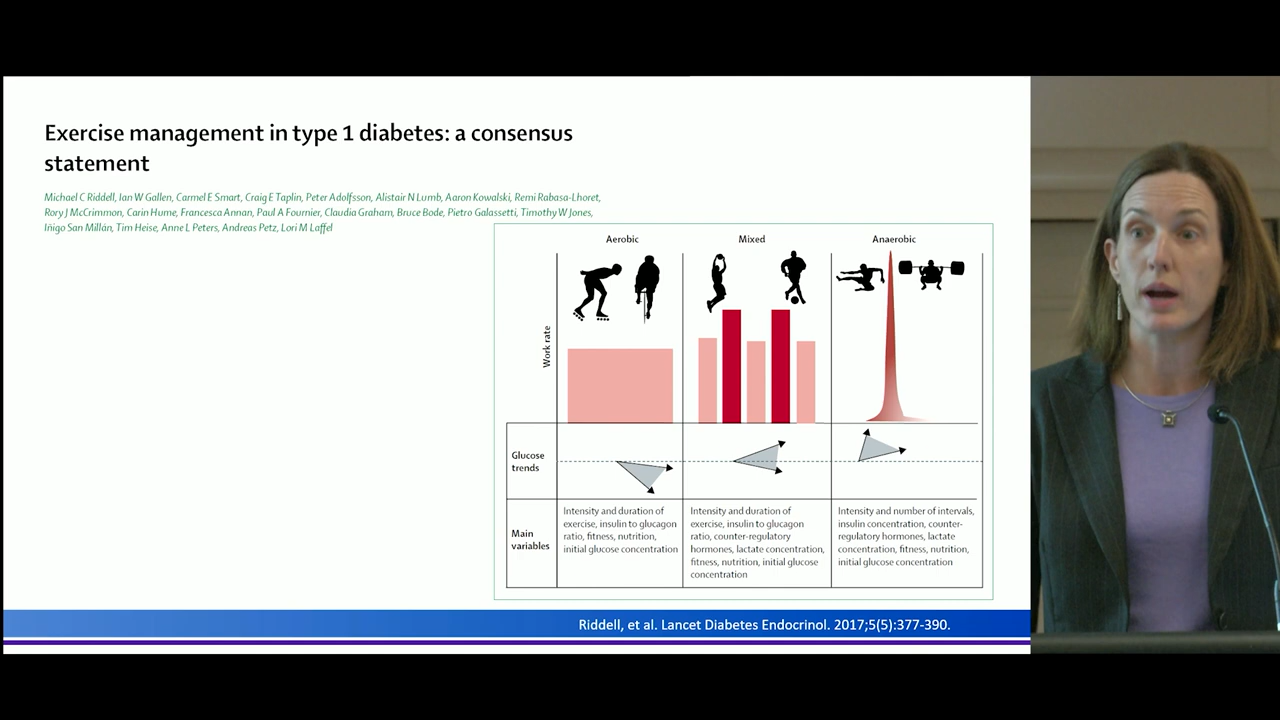 Exercise management in type 1 diabetes: a consensus
statement
Michael C Riddell, Ian W Gallen, Carmel E Smart, Craig E Taplin, Peter Adolfsson, Alistair N Lumb, Aaron Kowalski, Remi Rabasa-Lhoret,
Rory J McCrimmon, Carin Hume, Francesca Annan, Paul A Fournier, Claudia Graham, Bruce Bode, Pietro Galassetti, Timothy W Jones,
Iñigo San Millán, Tim Heise, Anne L Peters, Andreas Petz, Lori M Laffel
Aerobic
Mixed
Anaerobic
Work rate
Glucose
trends
Main
variables
Intensity and duration of
exercise, insulin to glucagon
ratio, fitness, nutrition,
initial glucose concentration
Intensity and duration of
exercise, insulin to glucagon
ratio, counter-regulatory
hormones, lactate concentration,
fitness, nutrition, initial glucose
concentration
Intensity and number of intervals,
insulin concentration, counter-
regulatory hormones, lactate
concentration, fitness, nutrition,
initial glucose concentration
Riddell, et al. Lancet Diabetes Endocrinol. 2017;5(5):377-390.